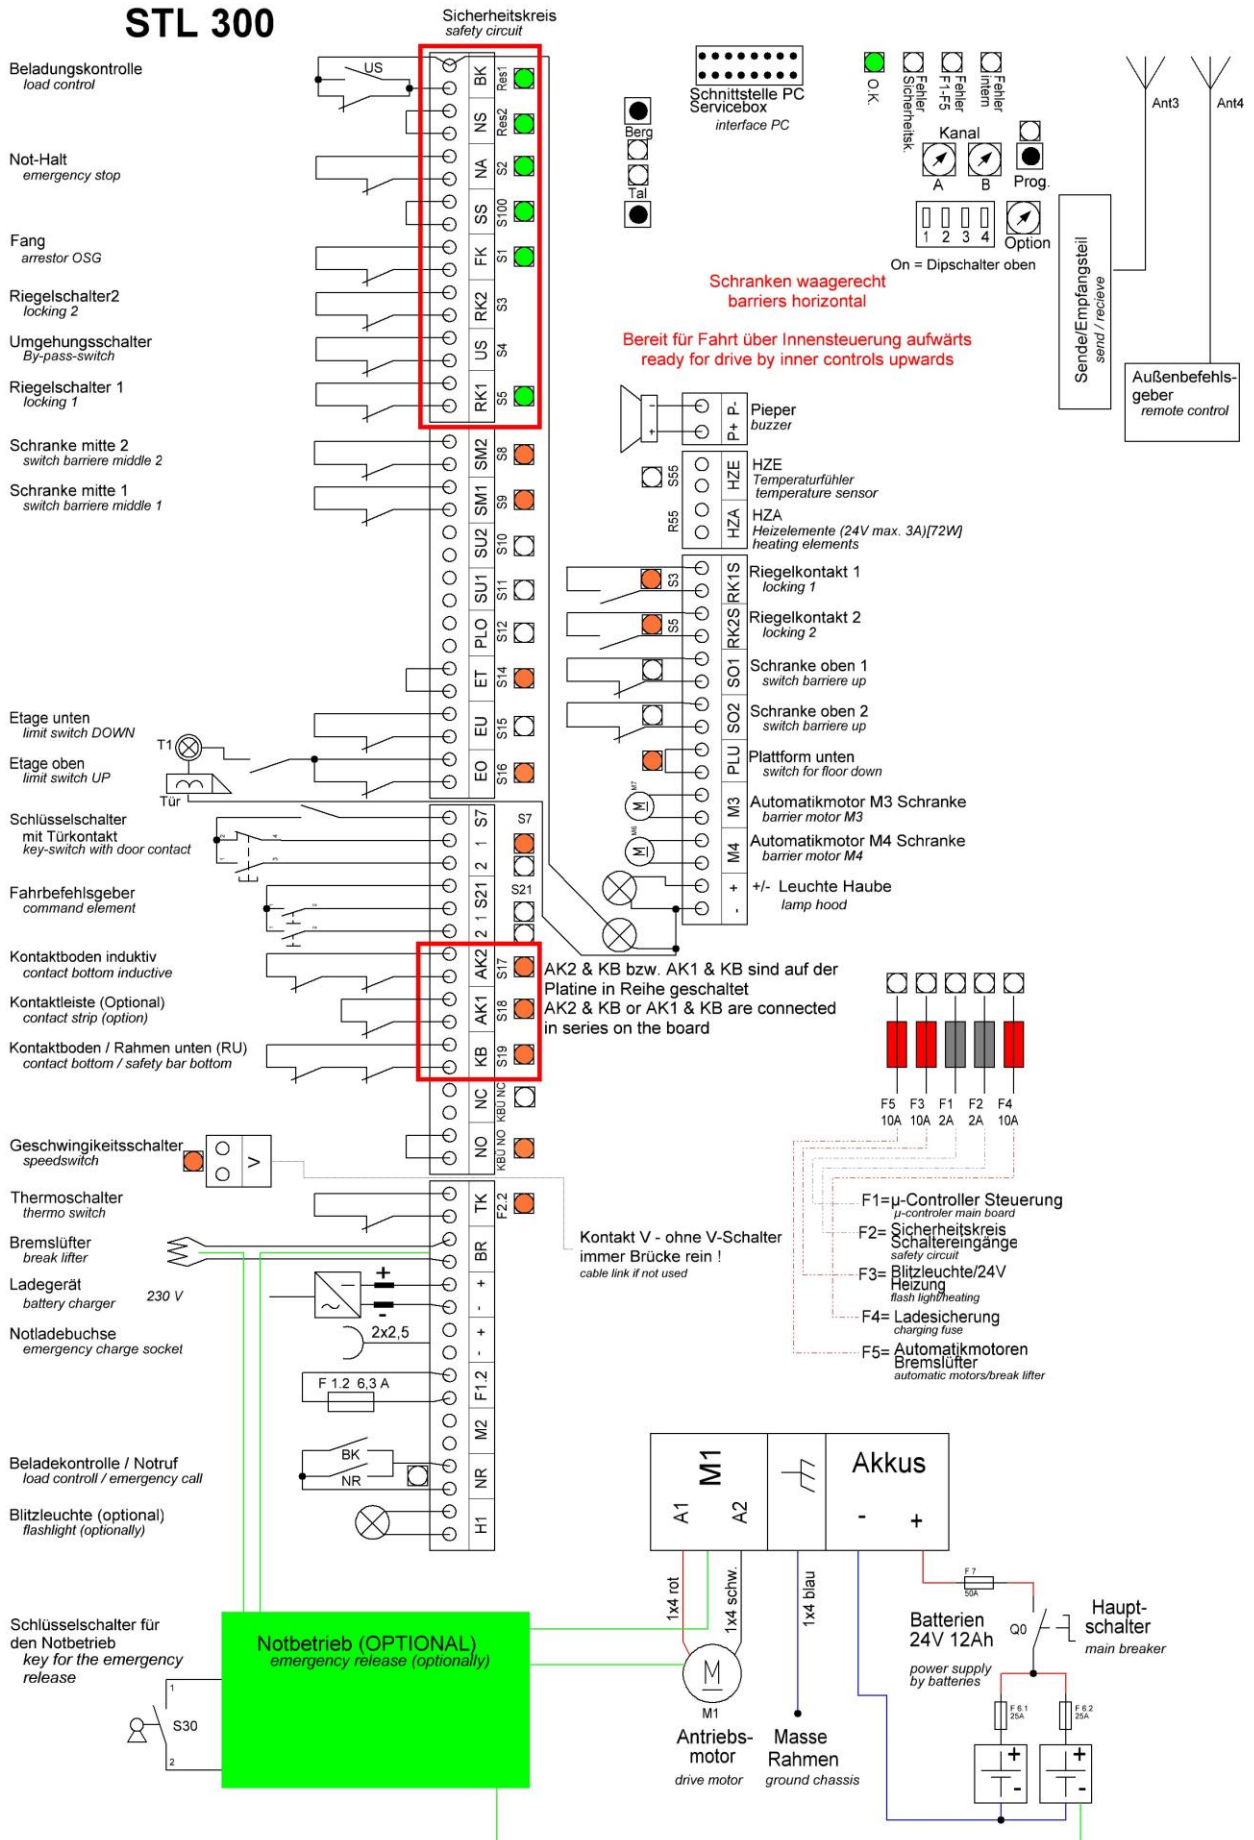 STL 300
Sicherheitskreis
safety circuit
Beladungskontrolle
load control
US
BK
Res1
NS
Res2
Not-Halt
emergency stop
NA
S2
SS
S100
Fang
arrestor OSG
FK
S1
Riegelschalter2
locking 2
RK2
S3
Umgehungsschalter
By-pass-switch
US
S4
Riegelschalter 1
locking 1
RK1
S5
Schranke mitte 2
switch barriere middle 2
SM2
S8
Schranke mitte 1
switch barriere middle 1
SM1
S9
SU2
S10
SU1
S11
PLO
S12
ET
S14
Etage unten
limit switch DOWN
EU
S15
T1
Etage oben
limit switch UP
EO
S16
Tür
Schlüsselschalter
mit Türkontakt
key-switch with door contact
S7
S7
1
2
Fahrbefehlsgeber
command element
S21
S21
1
2
Kontaktboden induktiv
contact bottom inductive
AK2
S17
Kontaktleiste (Optional)
contact strip (option)
AK1
S18
Kontaktboden / Rahmen unten (RU)
contact bottom / safety bar bottom
KB
S19
NC
KBÜ NC
NO
KBÜ NO
Geschwingikeitsschalter
speedswitch
V
Thermoschalter
thermo switch
TK
F2.2
Bremslüfter
break lifter
BR
Ladegerät
battery charger
230 V
+
-
+
-
Notladebuchse
emergency charge socket
2x2,5
+
-
F 1.2 6,3 A
F1.2
M2
Beladekontrolle / Notruf
load controll / emergency call
BK
NR
NR
Blitzleuchte (optional)
flashlight (optionally)
H1
Schlüsselschalter für
den Notbetrieb
key for the emergency
release
1
S30
2
Notbetrieb (OPTIONAL)
emergency release (optionally)
Schnittstelle PC
Servicebox
interface PC
Berg
Tal
O.K.
Fehler
Sicherheitsk.
Fehler
F1-F5
Fehler
intern
Kanal
A
B
Prog.
1 2 3 4
Option
On = Dipschalter oben
Ant3
Ant4
Sende/Empfangsteil
send / recieve
Außenbefehls-
geber
remote control
Schranken waagerecht
barriers horizontal
Bereit für Fahrt über Innensteuerung aufwärts
ready for drive by inner controls upwards
-
+
P+ P-
Pieper
buzzer
S55
HZE
HZE
Temperaturfühler
temperature sensor
R55
HZA
HZA
Heizelemente (24V max. 3A)[72W]
heating elements
S3
RK1S
Riegelkontakt 1
locking 1
S5
RK2S
Riegelkontakt 2
locking 2
SO1
Schranke oben 1
switch barriere up
SO2
Schranke oben 2
switch barriere up
PLU
Plattform unten
switch for floor down
M7
M
M3
Automatikmotor M3 Schranke
barrier motor M3
M6
M
M4
Automatikmotor M4 Schranke
barrier motor M4
+
-
+/- Leuchte Haube
lamp hood
AK2 & KB bzw. AK1 & KB sind auf der
Platine in Reihe geschaltet
AK2 & KB or AK1 & KB are connected
in series on the board
F5
10A
F3
10A
F1
2A
F2
2A
F4
10A
F1=µ-Controller Steuerung
µ-controler main board
F2= Sicherheitskreis
Schaltereingänge
safety circuit
F3= Blitzleuchte/24V
Heizung
flash light/heating
F4= Ladesicherung
charging fuse
F5= Automatikmotoren
Bremslüfter
automatic motors/break lifter
Kontakt V - ohne V-Schalter
immer Brücke rein !
cable link if not used
M1
A1
A2
Akkus
-
+
1x4 rot
1x4 schw.
1x4 blau
M
M1
Antriebs-
motor
drive motor
Masse
Rahmen
ground chassis
F 7
50A
Batterien
24V 12Ah
power supply
by batteries
Q0
Haupt-
schalter
main breaker
F 6.1
25A
F 6.2
25A
+
-
+
-